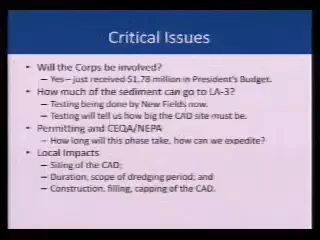 Critical Issues
• Will the Corps be involved?
– Yes – just received $1.78 million in President's Budget.
• How much of the sediment can go to LA-3?
– Testing being done by New Fields now.
– Testing will tell us how big the CAD site must be.
• Permitting and CEQA/NEPA
– How long will this phase take, how can we expedite?
• Local Impacts
– Siting of the CAD;
– Duration, scope of dredging period; and
– Construction, filling, capping of the CAD.